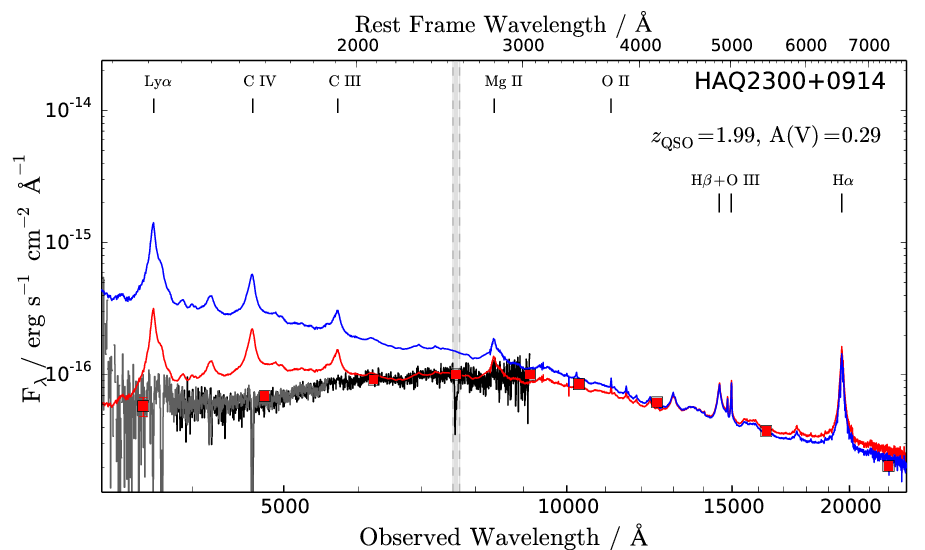 Rest Frame Wavelength / Å
2000 3000 4000 5000 6000 7000
Lyα C IV C III Mg II O II
HAQ2300+0914
z_QSO=1.99, A(V)=0.29
Hβ+O III Hα
10^-14
10^-15
10^-16
F_λ / erg s^-1 cm^-2 Å^-1
5000 10000 15000 20000
Observed Wavelength / Å